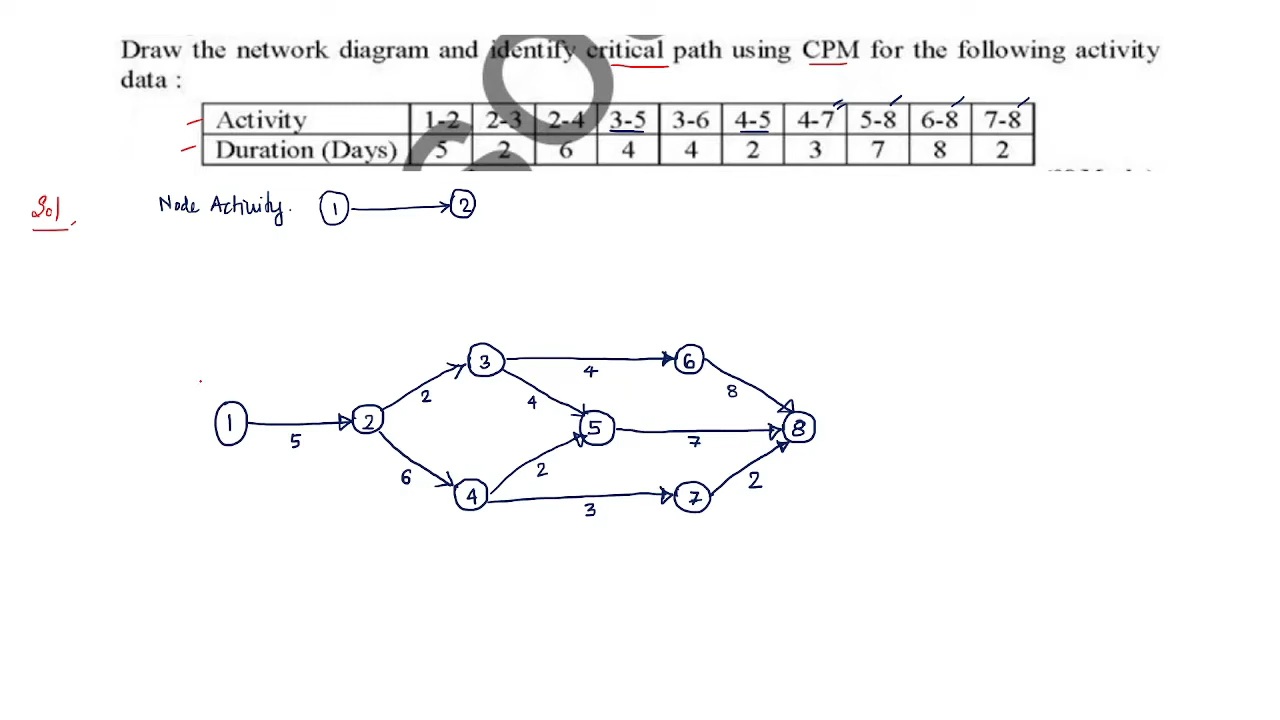 Draw the network diagram and identify critical path using CPM for the following activity
data :
Activity 1-2 2-3 2-4 3-5 3-6 4-5 4-7 5-8 6-8 7-8
Duration (Days) 5 2 6 4 4 2 3 7 8 2
Sol. Node Activity. 1 2
3 4 6
2 4 8
1 5 2 5 7 8
6 2 2
4 3 7